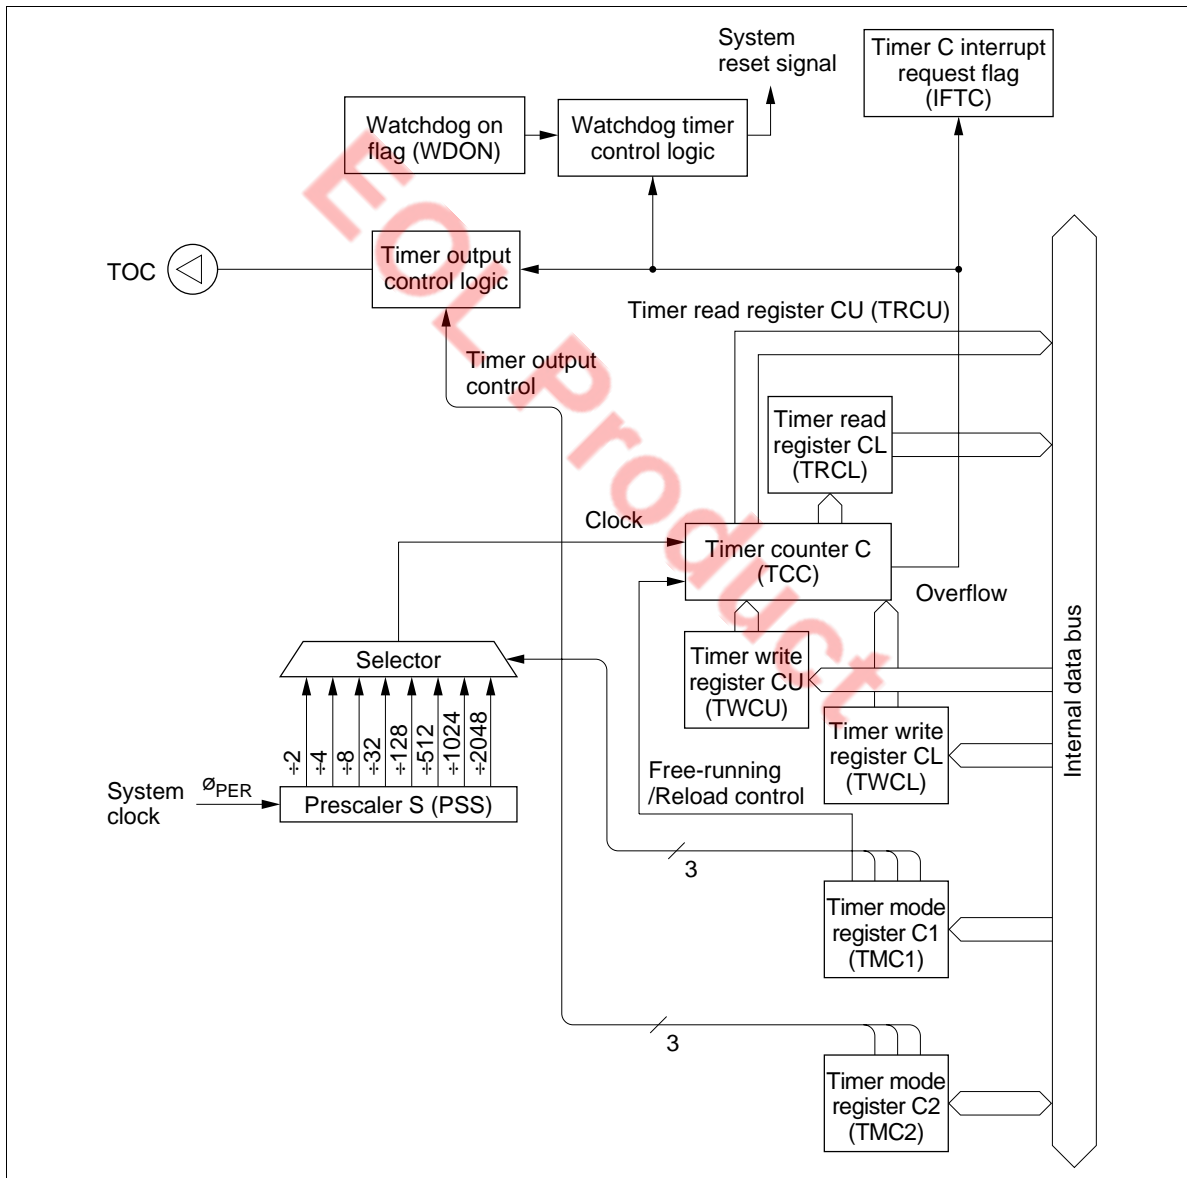 System
reset signal
Timer C interrupt
request flag
(IFTC)
Watchdog on
flag (WDON)
Watchdog timer
control logic
TOC
Timer output
control logic
Timer read register CU (TRCU)
Timer output
control
Timer read
register CL
(TRCL)
Clock
Timer counter C
(TCC)
Overflow
Internal data bus
Selector
Timer write
register CU
(TWCU)
Timer write
register CL
(TWCL)
÷2
÷4
÷8
÷32
÷128
÷512
÷1024
÷2048
System
clock
ØPER
Prescaler S (PSS)
Free-running
/Reload control
3
Timer mode
register C1
(TMC1)
3
Timer mode
register C2
(TMC2)
EOL Product